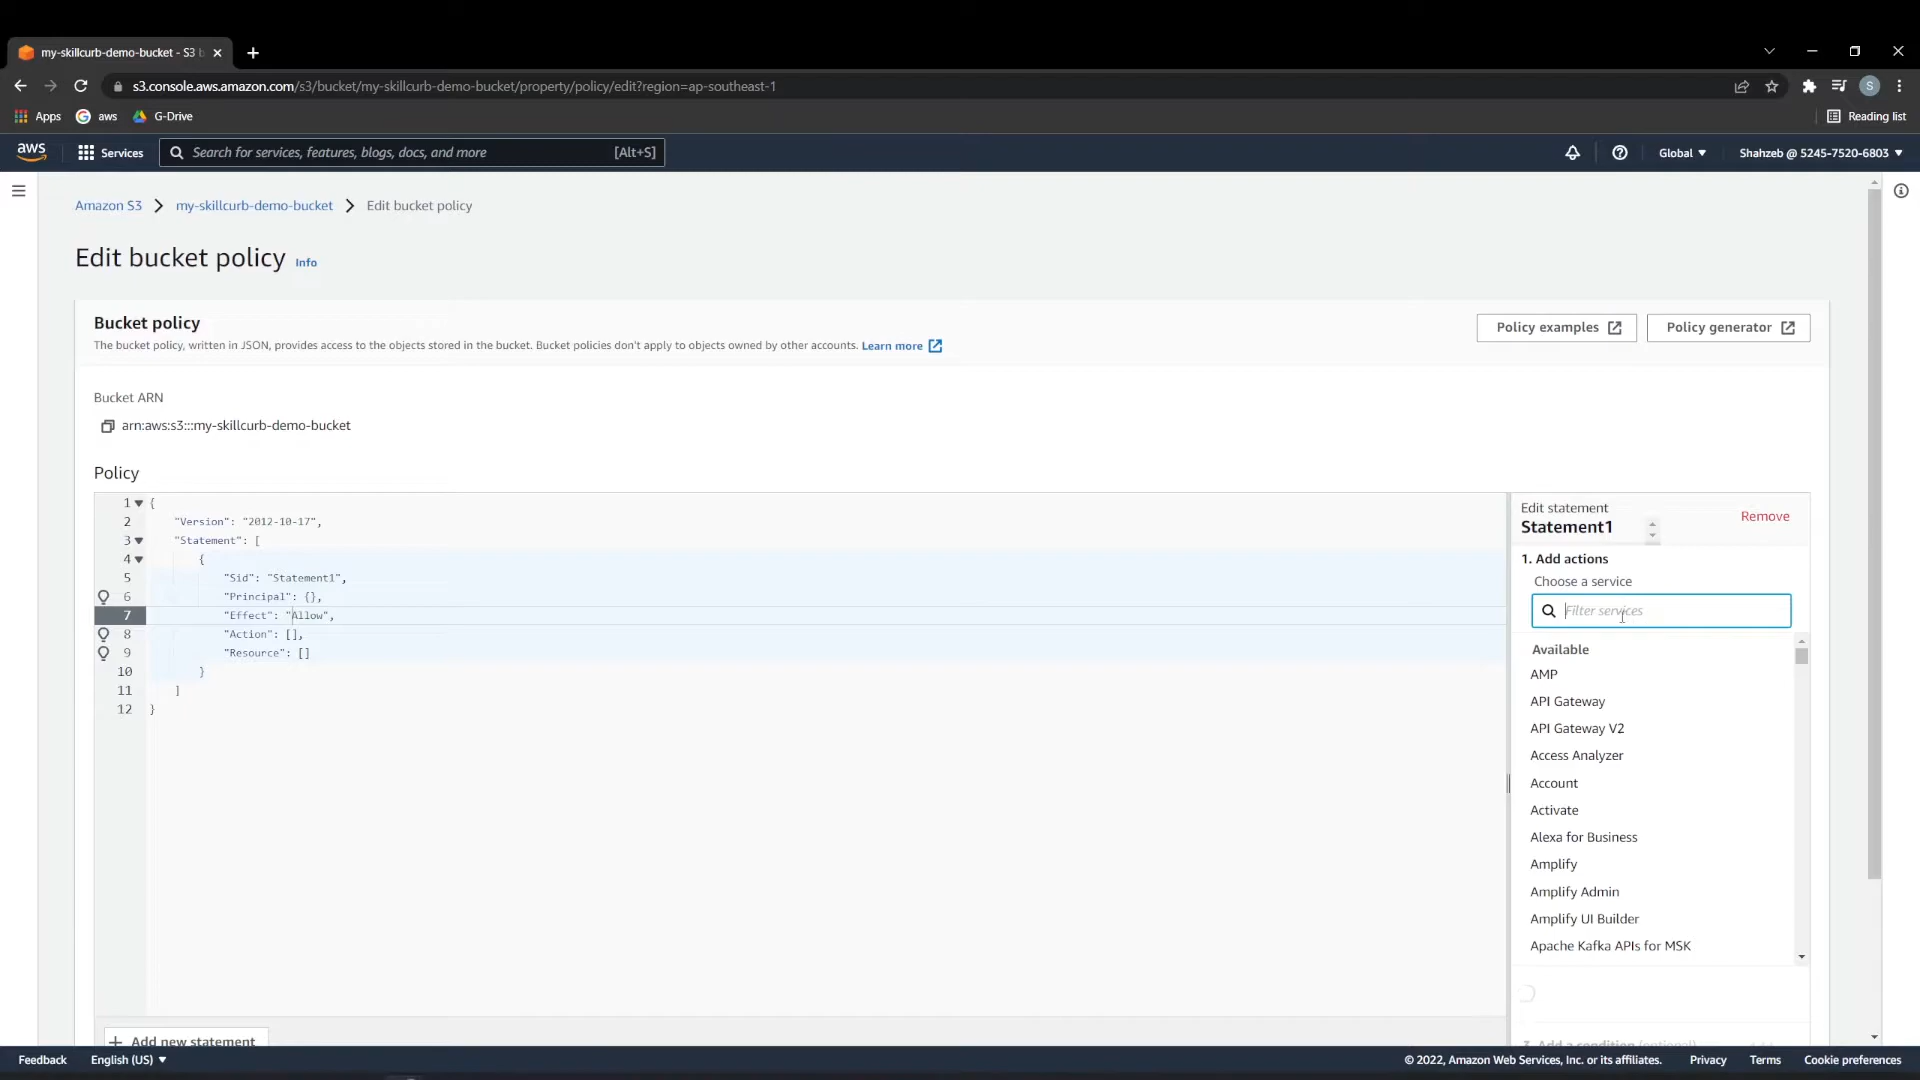 my-skillcurb-demo-bucket - S3 b
s3.console.aws.amazon.com/s3/bucket/my-skillcurb-demo-bucket/property/policy/edit?region=ap-southeast-1
S
Apps
aws
G-Drive
Reading list
aws
Services
Search for services, features, blogs, docs, and more
[Alt+S]
Global
Shahzeb @ 5245-7520-6803
Amazon S3
my-skillcurb-demo-bucket
Edit bucket policy
Edit bucket policy
Info
Bucket policy
The bucket policy, written in JSON, provides access to the objects stored in the bucket. Bucket policies don't apply to objects owned by other accounts. Learn more
Policy examples
Policy generator
Bucket ARN
arn:aws:s3:::my-skillcurb-demo-bucket
Policy
1 {
2 "Version": "2012-10-17",
3 "Statement": [
4 {
5 "Sid": "Statement1",
6 "Principal": {},
7 "Effect": "Allow",
8 "Action": [],
9 "Resource": []
10 }
11 ]
12 }
Edit statement
Statement1
Remove
1. Add actions
Choose a service
Filter services
Available
AMP
API Gateway
API Gateway V2
Access Analyzer
Account
Activate
Alexa for Business
Amplify
Amplify Admin
Amplify UI Builder
Apache Kafka APIs for MSK
3. Add a condition (optional)
+ Add new statement
Feedback
English (US)
© 2022, Amazon Web Services, Inc. or its affiliates.
Privacy
Terms
Cookie preferences